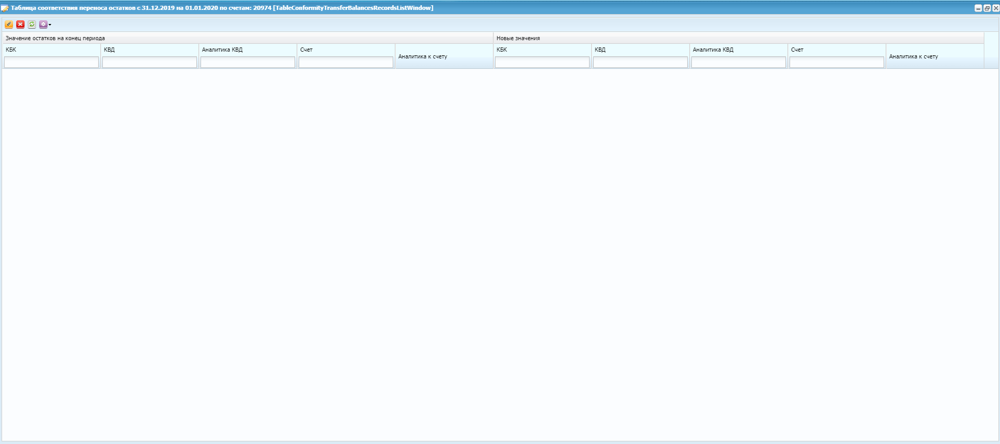 Таблица соответствия переноса остатков с 31.12.2019 на 01.01.2020 по счетам: 20974 [TableConformityTransferBalancesRecordsListWindow]
Значение остатков на конец периода Новые значения
КБК КВД Аналитика КВД Счет Аналитика к счету КБК КВД Аналитика КВД Счет Аналитика к счету